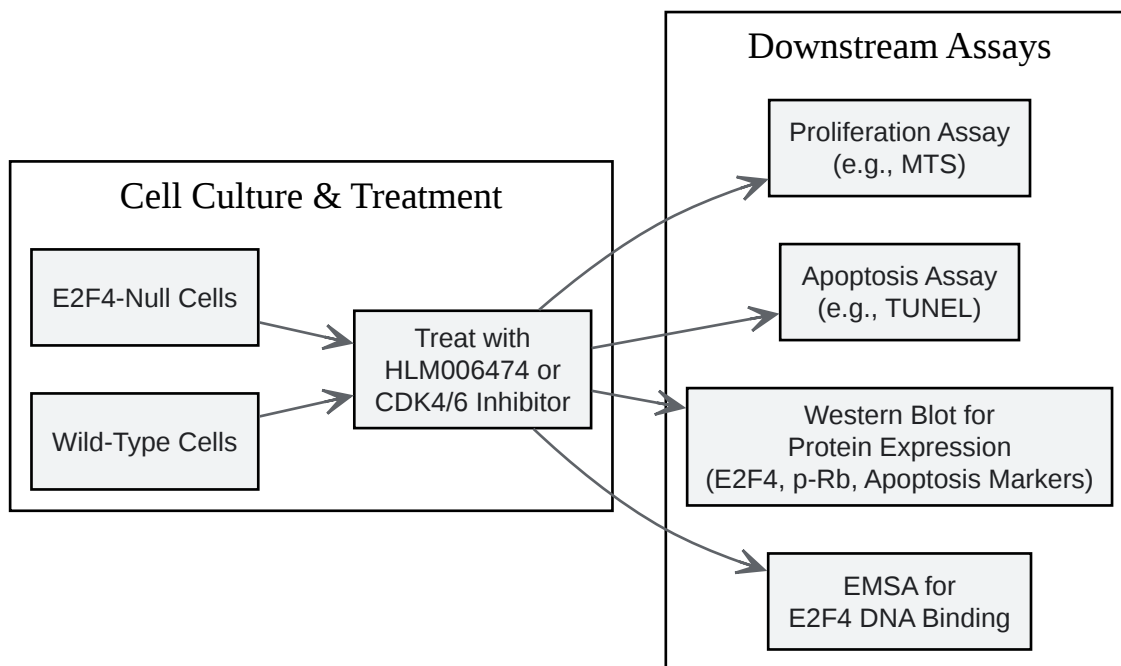 Cell Culture & Treatment
E2F4-Null Cells
Wild-Type Cells
Treat with
HLM006474 or
CDK4/6 Inhibitor
Downstream Assays
Proliferation Assay
(e.g., MTS)
Apoptosis Assay
(e.g., TUNEL)
Western Blot for
Protein Expression
(E2F4, p-Rb, Apoptosis Markers)
EMSA for
E2F4 DNA Binding